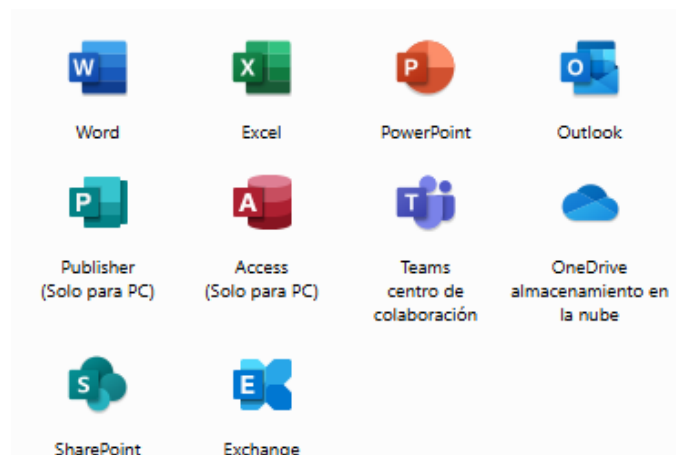 W
X
P
O
Word
Excel
PowerPoint
Outlook
P
A
T
Publisher
(Solo para PC)
Access
(Solo para PC)
Teams
centro de
colaboración
OneDrive
almacenamiento en
la nube
S
E
SharePoint
Exchange